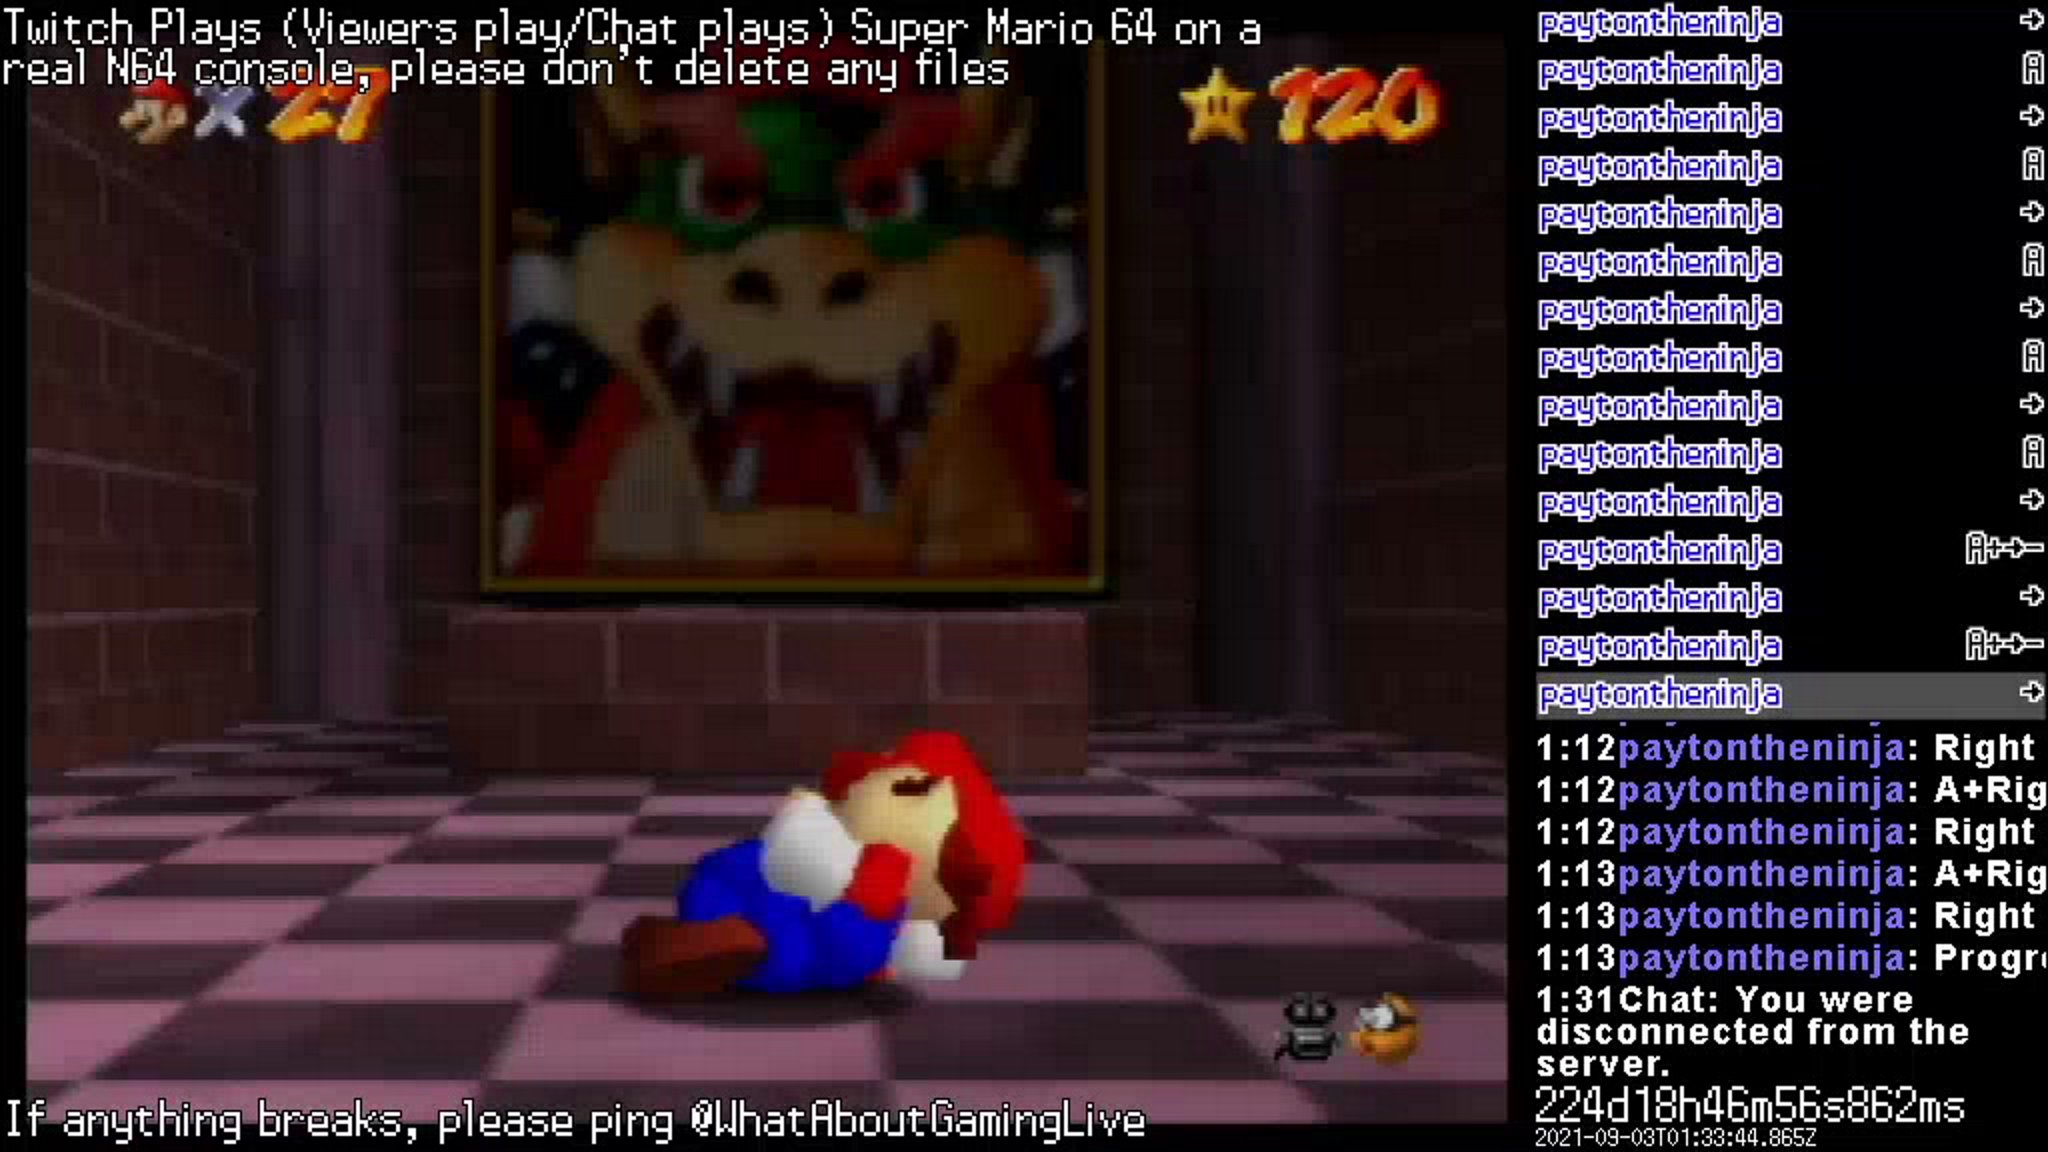 Twitch Plays (Viewers play/Chat plays) Super Mario 64 on a
real N64 console, please don't delete any files
x 27
120
paytontheninja →
paytontheninja A
paytontheninja →
paytontheninja A
paytontheninja →
paytontheninja A
paytontheninja →
paytontheninja A
paytontheninja →
paytontheninja A
paytontheninja →
paytontheninja A+→-
paytontheninja →
paytontheninja A+→-
paytontheninja →
1:12paytontheninja: Right
1:12paytontheninja: A+Rig
1:12paytontheninja: Right
1:13paytontheninja: A+Rig
1:13paytontheninja: Right
1:13paytontheninja: Progr
1:31Chat: You were
disconnected from the
server.
224d18h46m56s862ms
2021-09-03T01:33:44.865Z
If anything breaks, please ping @WhatAboutGamingLive